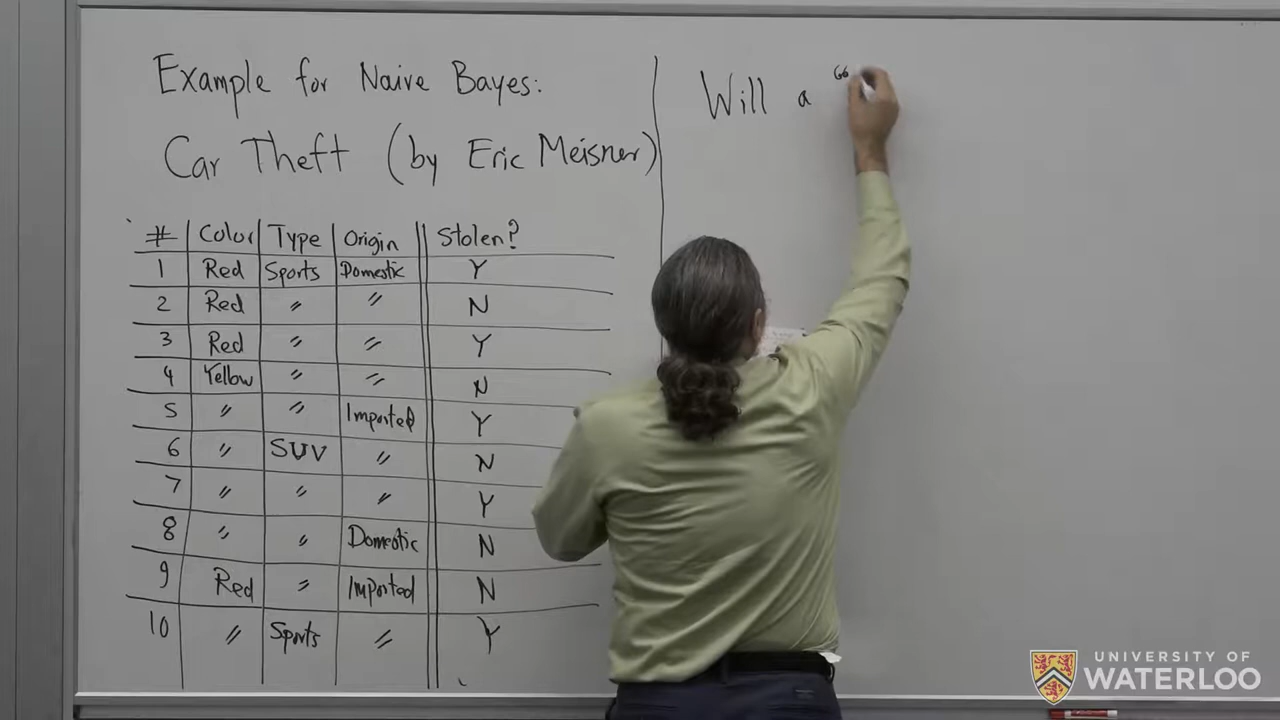 Example for Naive Bayes:
Car Theft (by Eric Meisner)
# Color Type Origin Stolen?
1 Red Sports Domestic Y
2 Red 〃 〃 N
3 Red 〃 〃 Y
4 Yellow 〃 〃 N
5 〃 〃 Imported Y
6 〃 SUV 〃 N
7 〃 〃 〃 Y
8 〃 〃 Domestic N
9 Red 〃 Imported N
10 〃 Sports 〃 Y
Will a “
UNIVERSITY OF
WATERLOO